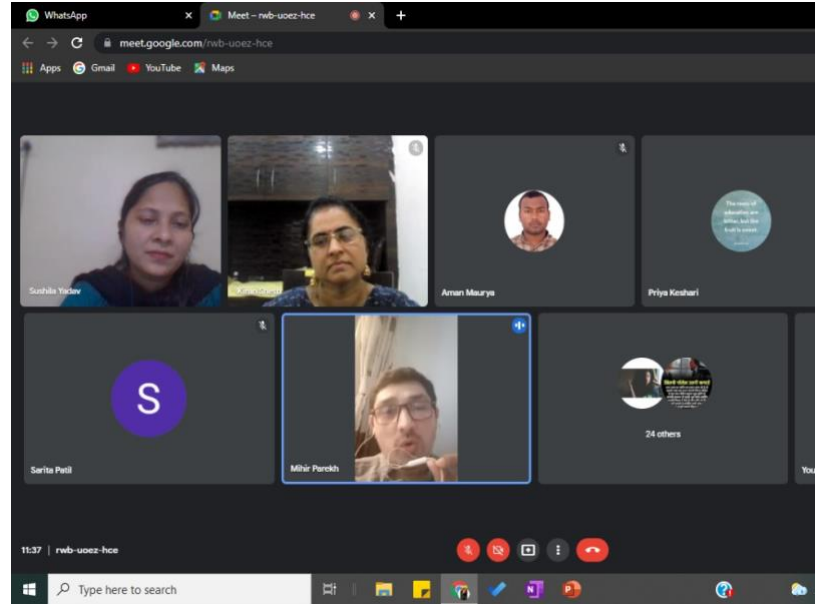 WhatsApp
Meet – rwb-uoez-hce
meet.google.com/rwb-uoez-hce
Apps Gmail YouTube Maps
Sushila Yadav
Aman Maurya
Priya Keshari
S
Sarita Patil
Mihir Parekh
24 others
You
11:37 | rwb-uoez-hce
Type here to search